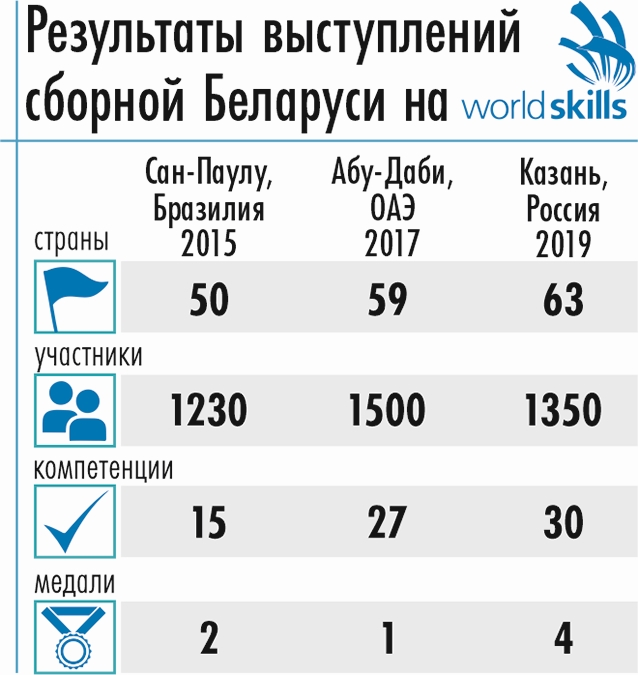 Результаты выступлений
сборной Беларуси на worldskills
Сан-Паулу,
Бразилия
2015
Абу-Даби,
ОАЭ
2017
Казань,
Россия
2019
страны
50 59 63
участники
1230 1500 1350
компетенции
15 27 30
медали
2 1 4